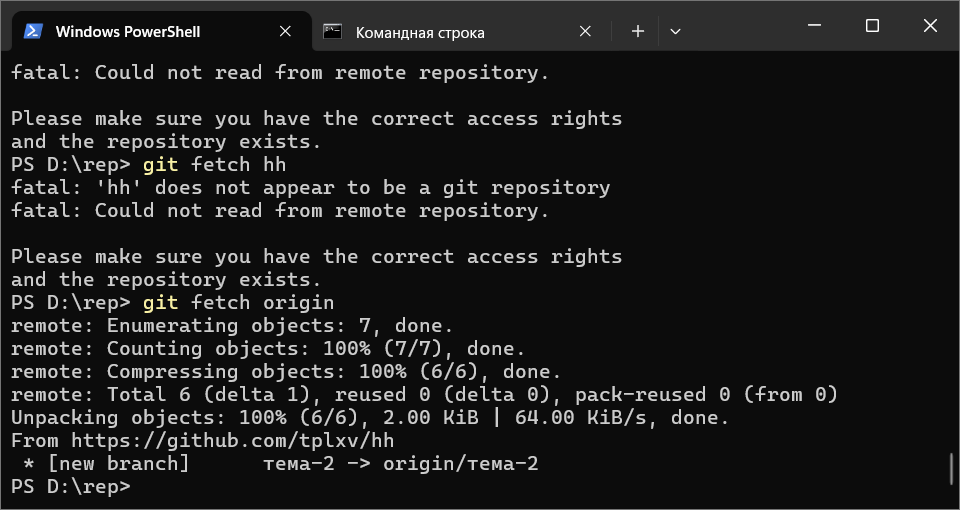 Windows PowerShell
Командная строка
fatal: Could not read from remote repository.
Please make sure you have the correct access rights
and the repository exists.
PS D:\rep> git fetch hh
fatal: 'hh' does not appear to be a git repository
fatal: Could not read from remote repository.
Please make sure you have the correct access rights
and the repository exists.
PS D:\rep> git fetch origin
remote: Enumerating objects: 7, done.
remote: Counting objects: 100% (7/7), done.
remote: Compressing objects: 100% (6/6), done.
remote: Total 6 (delta 1), reused 0 (delta 0), pack-reused 0 (from 0)
Unpacking objects: 100% (6/6), 2.00 KiB | 64.00 KiB/s, done.
From https://github.com/tplxv/hh
 * [new branch]      тема-2 -> origin/тема-2
PS D:\rep>